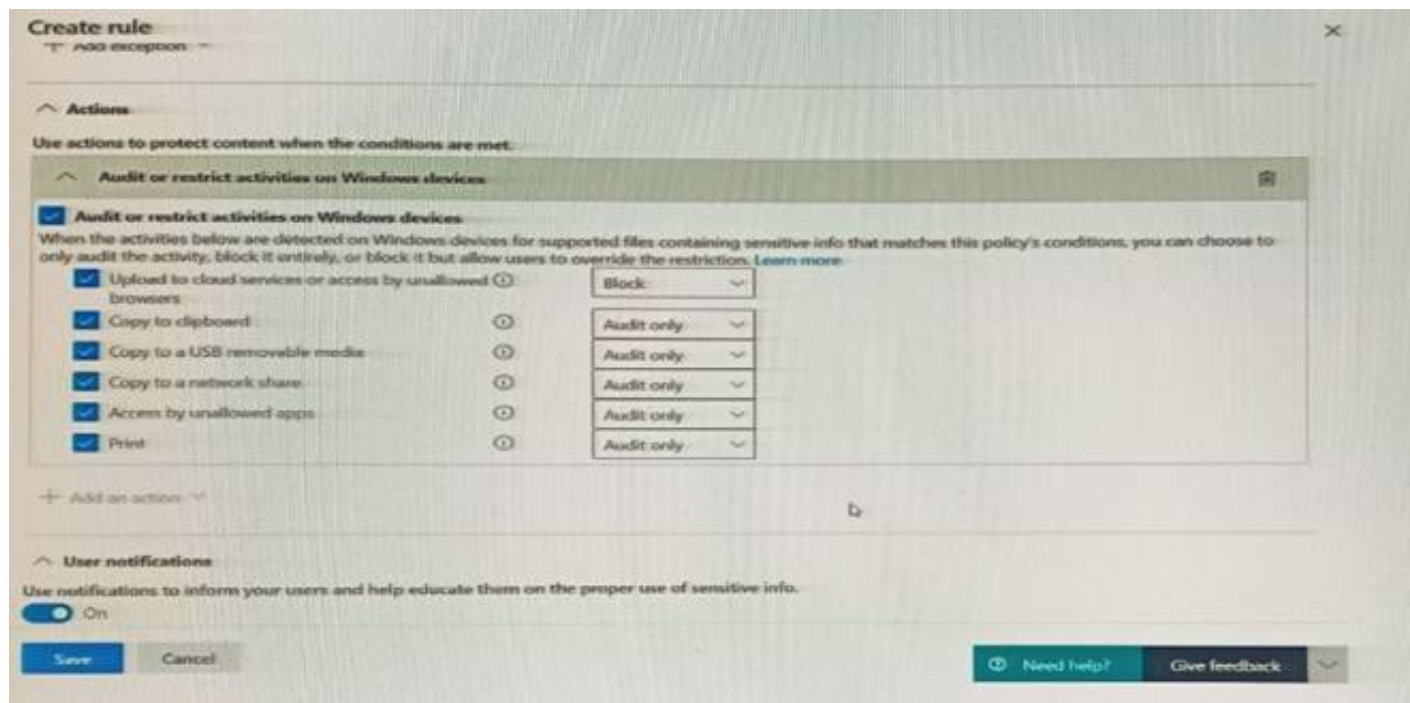 Create rule
+ Add exception
Actions
Use actions to protect content when the conditions are met.
Audit or restrict activities on Windows devices
Audit or restrict activities on Windows devices
When the activities below are detected on Windows devices for supported files containing sensitive info that matches this policy's conditions, you can choose to
only audit the activity, block it entirely, or block it but allow users to override the restriction. Learn more
Upload to cloud services or access by unallowed Block
browsers
Copy to clipboard Audit only
Copy to a USB removable media Audit only
Copy to a network share Audit only
Access by unallowed apps Audit only
Print Audit only
+ Add an action
User notifications
Use notifications to inform your users and help educate them on the proper use of sensitive info.
On
Save Cancel Need help? Give feedback